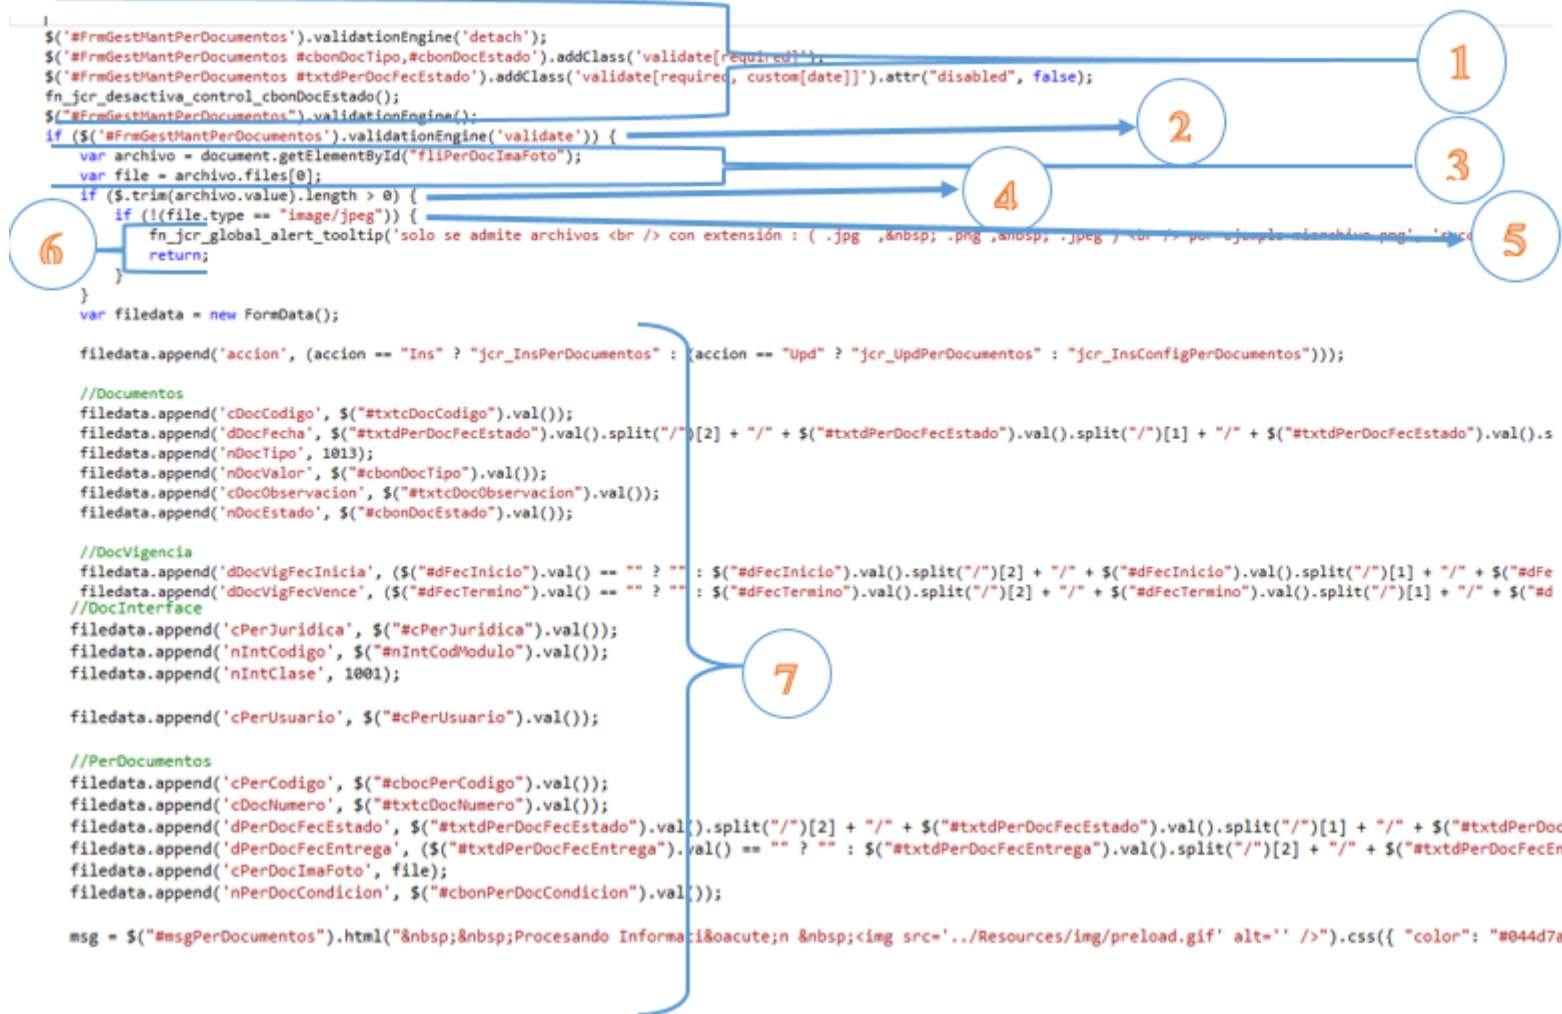 $('#FrmGestMantPerDocumentos').validationEngine('detach');
$('#FrmGestMantPerDocumentos #cbonDocTipo,#cbonDocEstado').addClass('validate[required]');
$('#FrmGestMantPerDocumentos #txtdPerDocFecEstado').addClass('validate[required, custom[date]]').attr("disabled", false);
fn_jcr_desactiva_control_cbonDocEstado();
$("#FrmGestMantPerDocumentos").validationEngine();
if ($('#FrmGestMantPerDocumentos').validationEngine('validate')) {
var archivo = document.getElementById("fliPerDocImaFoto");
var file = archivo.files[0];
if ($.trim(archivo.value).length > 0) {
if (!(file.type == "image/jpeg")) {
fn_jcr_global_alert_tooltip('solo se admite archivos <br /> con extensión : ( .jpg ,&nbsp; .png ,&nbsp; .jpeg ) <br /> por ejemplo miarchivo.png',
return;
}
}
var filedata = new FormData();
filedata.append('accion', (accion == "Ins" ? "jcr_InsPerDocumentos" : (accion == "Upd" ? "jcr_UpdPerDocumentos" : "jcr_InsConfigPerDocumentos")));
//Documentos
filedata.append('cDocCodigo', $("#txtcDocCodigo").val());
filedata.append('dDocFecha', $("#txtdPerDocFecEstado").val().split("/")[2] + "/" + $("#txtdPerDocFecEstado").val().split("/")[1] + "/" + $("#txtdPerDocFecEstado").val().s
filedata.append('nDocTipo', 1013);
filedata.append('nDocValor', $("#cbonDocTipo").val());
filedata.append('cDocObservacion', $("#txtcDocObservacion").val());
filedata.append('nDocEstado', $("#cbonDocEstado").val());
//DocVigencia
filedata.append('dDocVigFecInicia', ($("#dFecInicio").val() == "" ? "" : $("#dFecInicio").val().split("/")[2] + "/" + $("#dFecInicio").val().split("/")[1] + "/" + $("#dFe
filedata.append('dDocVigFecVence', ($("#dFecTermino").val() == "" ? "" : $("#dFecTermino").val().split("/")[2] + "/" + $("#dFecTermino").val().split("/")[1] + "/" + $("#d
//DocInterface
filedata.append('cPerJuridica', $("#cPerJuridica").val());
filedata.append('nIntCodigo', $("#nIntCodModulo").val());
filedata.append('nIntClase', 1001);
filedata.append('cPerUsuario', $("#cPerUsuario").val());
//PerDocumentos
filedata.append('cPerCodigo', $("#cbocPerCodigo").val());
filedata.append('cDocNumero', $("#txtcDocNumero").val());
filedata.append('dPerDocFecEstado', $("#txtdPerDocFecEstado").val().split("/")[2] + "/" + $("#txtdPerDocFecEstado").val().split("/")[1] + "/" + $("#txtdPerDoc
filedata.append('dPerDocFecEntrega', ($("#txtdPerDocFecEntrega").val() == "" ? "" : $("#txtdPerDocFecEntrega").val().split("/")[2] + "/" + $("#txtdPerDocFecEn
filedata.append('cPerDocImaFoto', file);
filedata.append('nPerDocCondicion', $("#cbonPerDocCondicion").val());
msg = $("#msgPerDocumentos").html("&nbsp;&nbsp;Procesando Informaci&oacute;n &nbsp;<img src='../Resources/img/preload.gif' alt='' />").css({ "color": "#044d7a
1
2
3
4
5
6
7